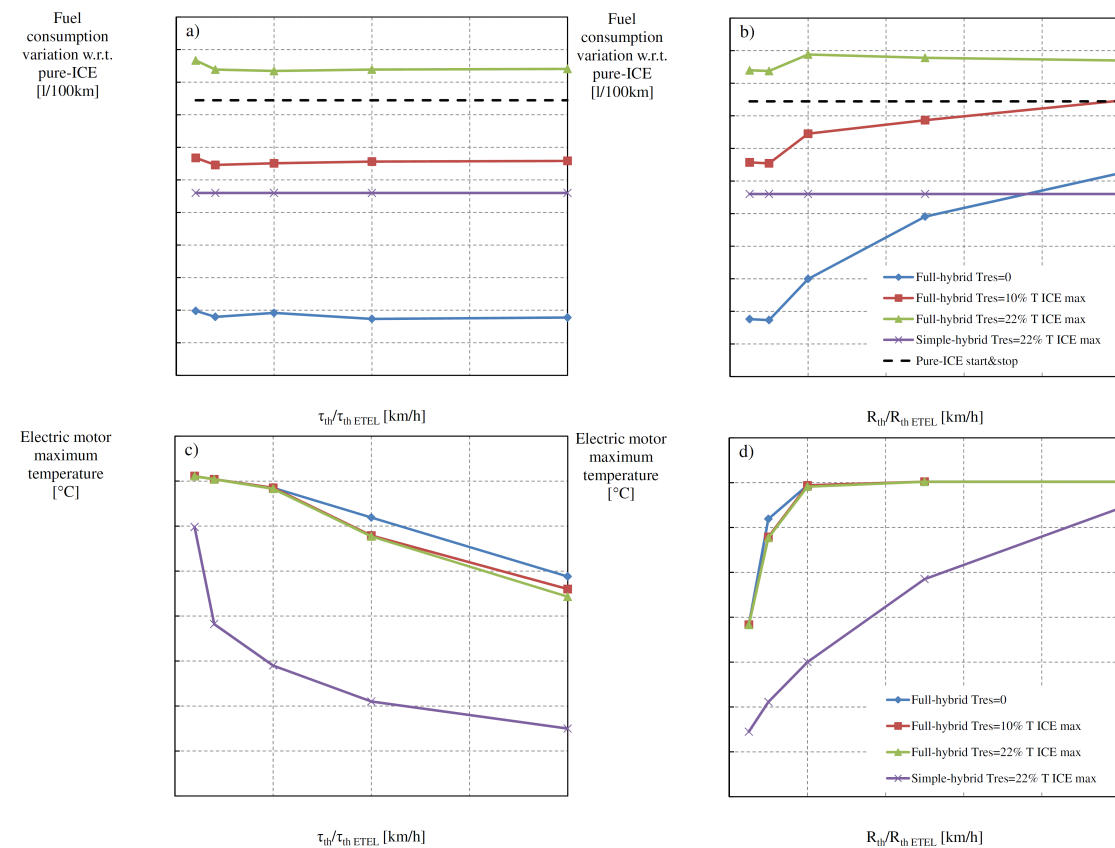 Fuel
consumption
variation w.r.t.
pure-ICE
[l/100km]
a)
τth/τth ETEL [km/h]
Fuel
consumption
variation w.r.t.
pure-ICE
[l/100km]
b)
Full-hybrid Tres=0
Full-hybrid Tres=10% T ICE max
Full-hybrid Tres=22% T ICE max
Simple-hybrid Tres=22% T ICE max
Pure-ICE start&stop
Rth/Rth ETEL [km/h]
Electric motor
maximum
temperature
[°C]
c)
τth/τth ETEL [km/h]
Electric motor
maximum
temperature
[°C]
d)
Full-hybrid Tres=0
Full-hybrid Tres=10% T ICE max
Full-hybrid Tres=22% T ICE max
Simple-hybrid Tres=22% T ICE max
Rth/Rth ETEL [km/h]